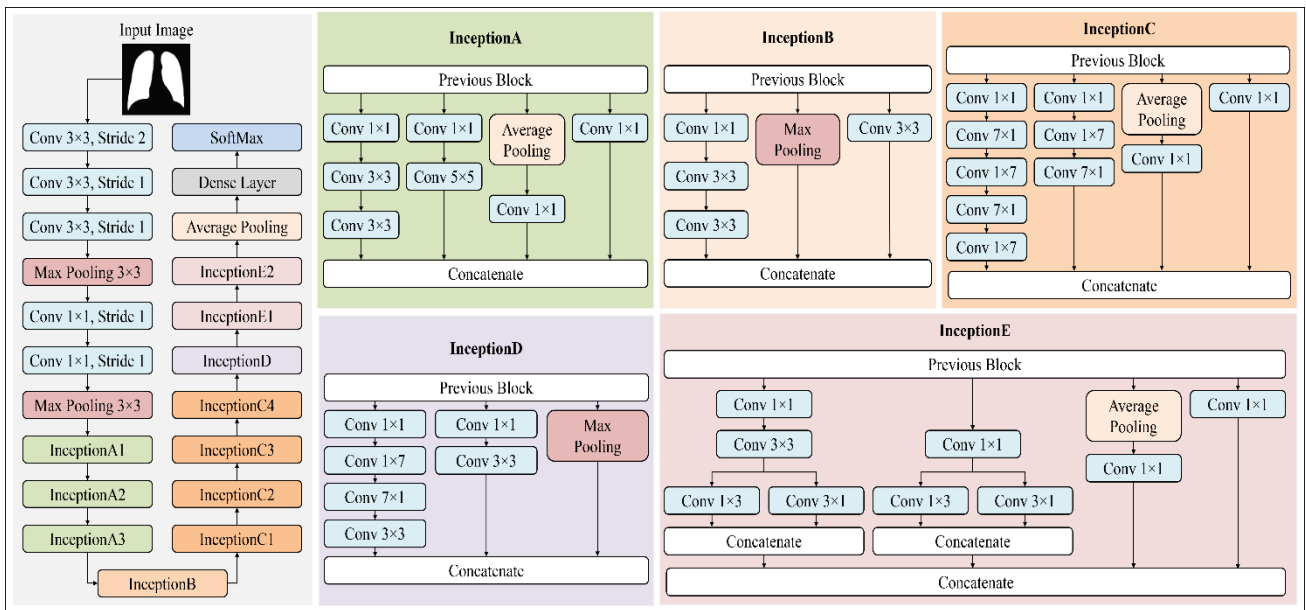 Input Image
Conv 3×3, Stride 2
Conv 3×3, Stride 1
Conv 3×3, Stride 1
Max Pooling 3×3
Conv 1×1, Stride 1
Conv 1×1, Stride 1
Max Pooling 3×3
InceptionA1
InceptionA2
InceptionA3
InceptionB
InceptionC1
InceptionC2
InceptionC3
InceptionC4
InceptionD
InceptionE1
InceptionE2
Average Pooling
Dense Layer
SoftMax
InceptionA
Previous Block
Conv 1×1
Conv 3×3
Conv 3×3
Conv 1×1
Conv 5×5
Average
Pooling
Conv 1×1
Conv 1×1
Concatenate
InceptionB
Previous Block
Conv 1×1
Conv 3×3
Conv 3×3
Max
Pooling
Conv 3×3
Concatenate
InceptionC
Previous Block
Conv 1×1
Conv 7×1
Conv 1×7
Conv 7×1
Conv 1×7
Conv 1×1
Conv 1×7
Conv 7×1
Average
Pooling
Conv 1×1
Conv 1×1
Concatenate
InceptionD
Previous Block
Conv 1×1
Conv 1×7
Conv 7×1
Conv 3×3
Conv 1×1
Conv 3×3
Max
Pooling
Concatenate
InceptionE
Previous Block
Conv 1×1
Conv 3×3
Conv 1×3
Conv 3×1
Concatenate
Conv 1×1
Conv 1×3
Conv 3×1
Concatenate
Average
Pooling
Conv 1×1
Conv 1×1
Concatenate